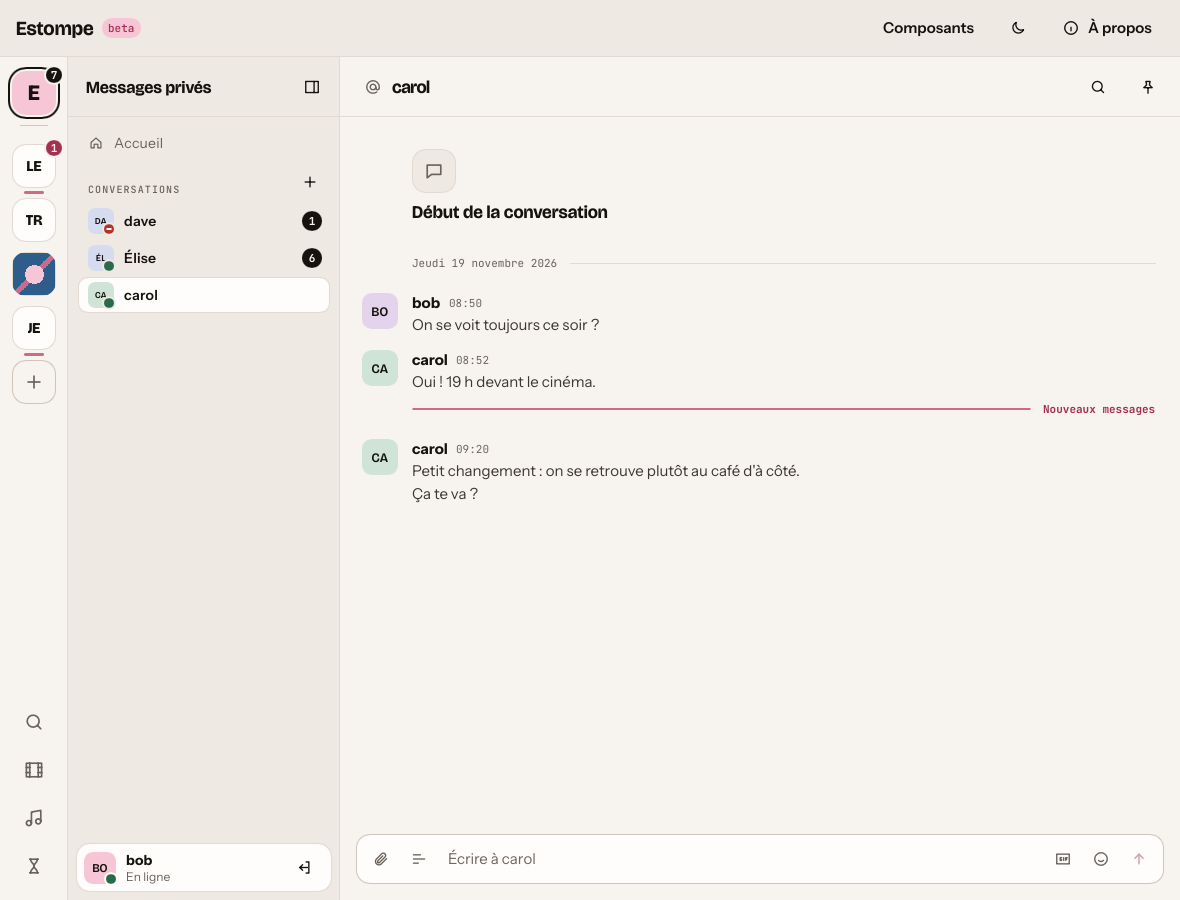 Estompe beta
Composants
À propos
E 7
LE 1
TR
JE
Messages privés
Accueil
CONVERSATIONS
DA dave 1
ÉL Élise 6
CA carol
BO bob
En ligne
carol
Début de la conversation
Jeudi 19 novembre 2026
BO bob 08:50
On se voit toujours ce soir ?
CA carol 08:52
Oui ! 19 h devant le cinéma.
Nouveaux messages
CA carol 09:20
Petit changement : on se retrouve plutôt au café d'à côté.
Ça te va ?
Écrire à carol
GIF